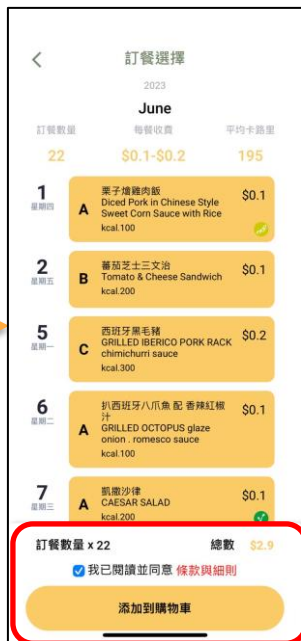 訂餐選擇
2023
June
訂餐數量 每餐收費 平均卡路里
22 $0.1-$0.2 195
1
星期四
A
栗子燴雞肉飯
Diced Pork in Chinese Style
Sweet Corn Sauce with Rice
kcal.100
$0.1
2
星期五
B
蕃茄芝士三文治
Tomato & Cheese Sandwich
kcal.200
$0.1
5
星期一
C
西班牙黑毛豬
GRILLED IBERICO PORK RACK
chimichurri sauce
kcal.300
$0.2
6
星期二
A
扒西班牙八爪魚 配 香辣紅椒
汁
GRILLED OCTOPUS glaze
onion . romesco sauce
kcal.100
$0.1
7
星期三
A
凱撒沙律
CAESAR SALAD
kcal.200
$0.1
訂餐數量 x 22 總數 $2.9
我已閱讀並同意 條款與細則
添加到購物車